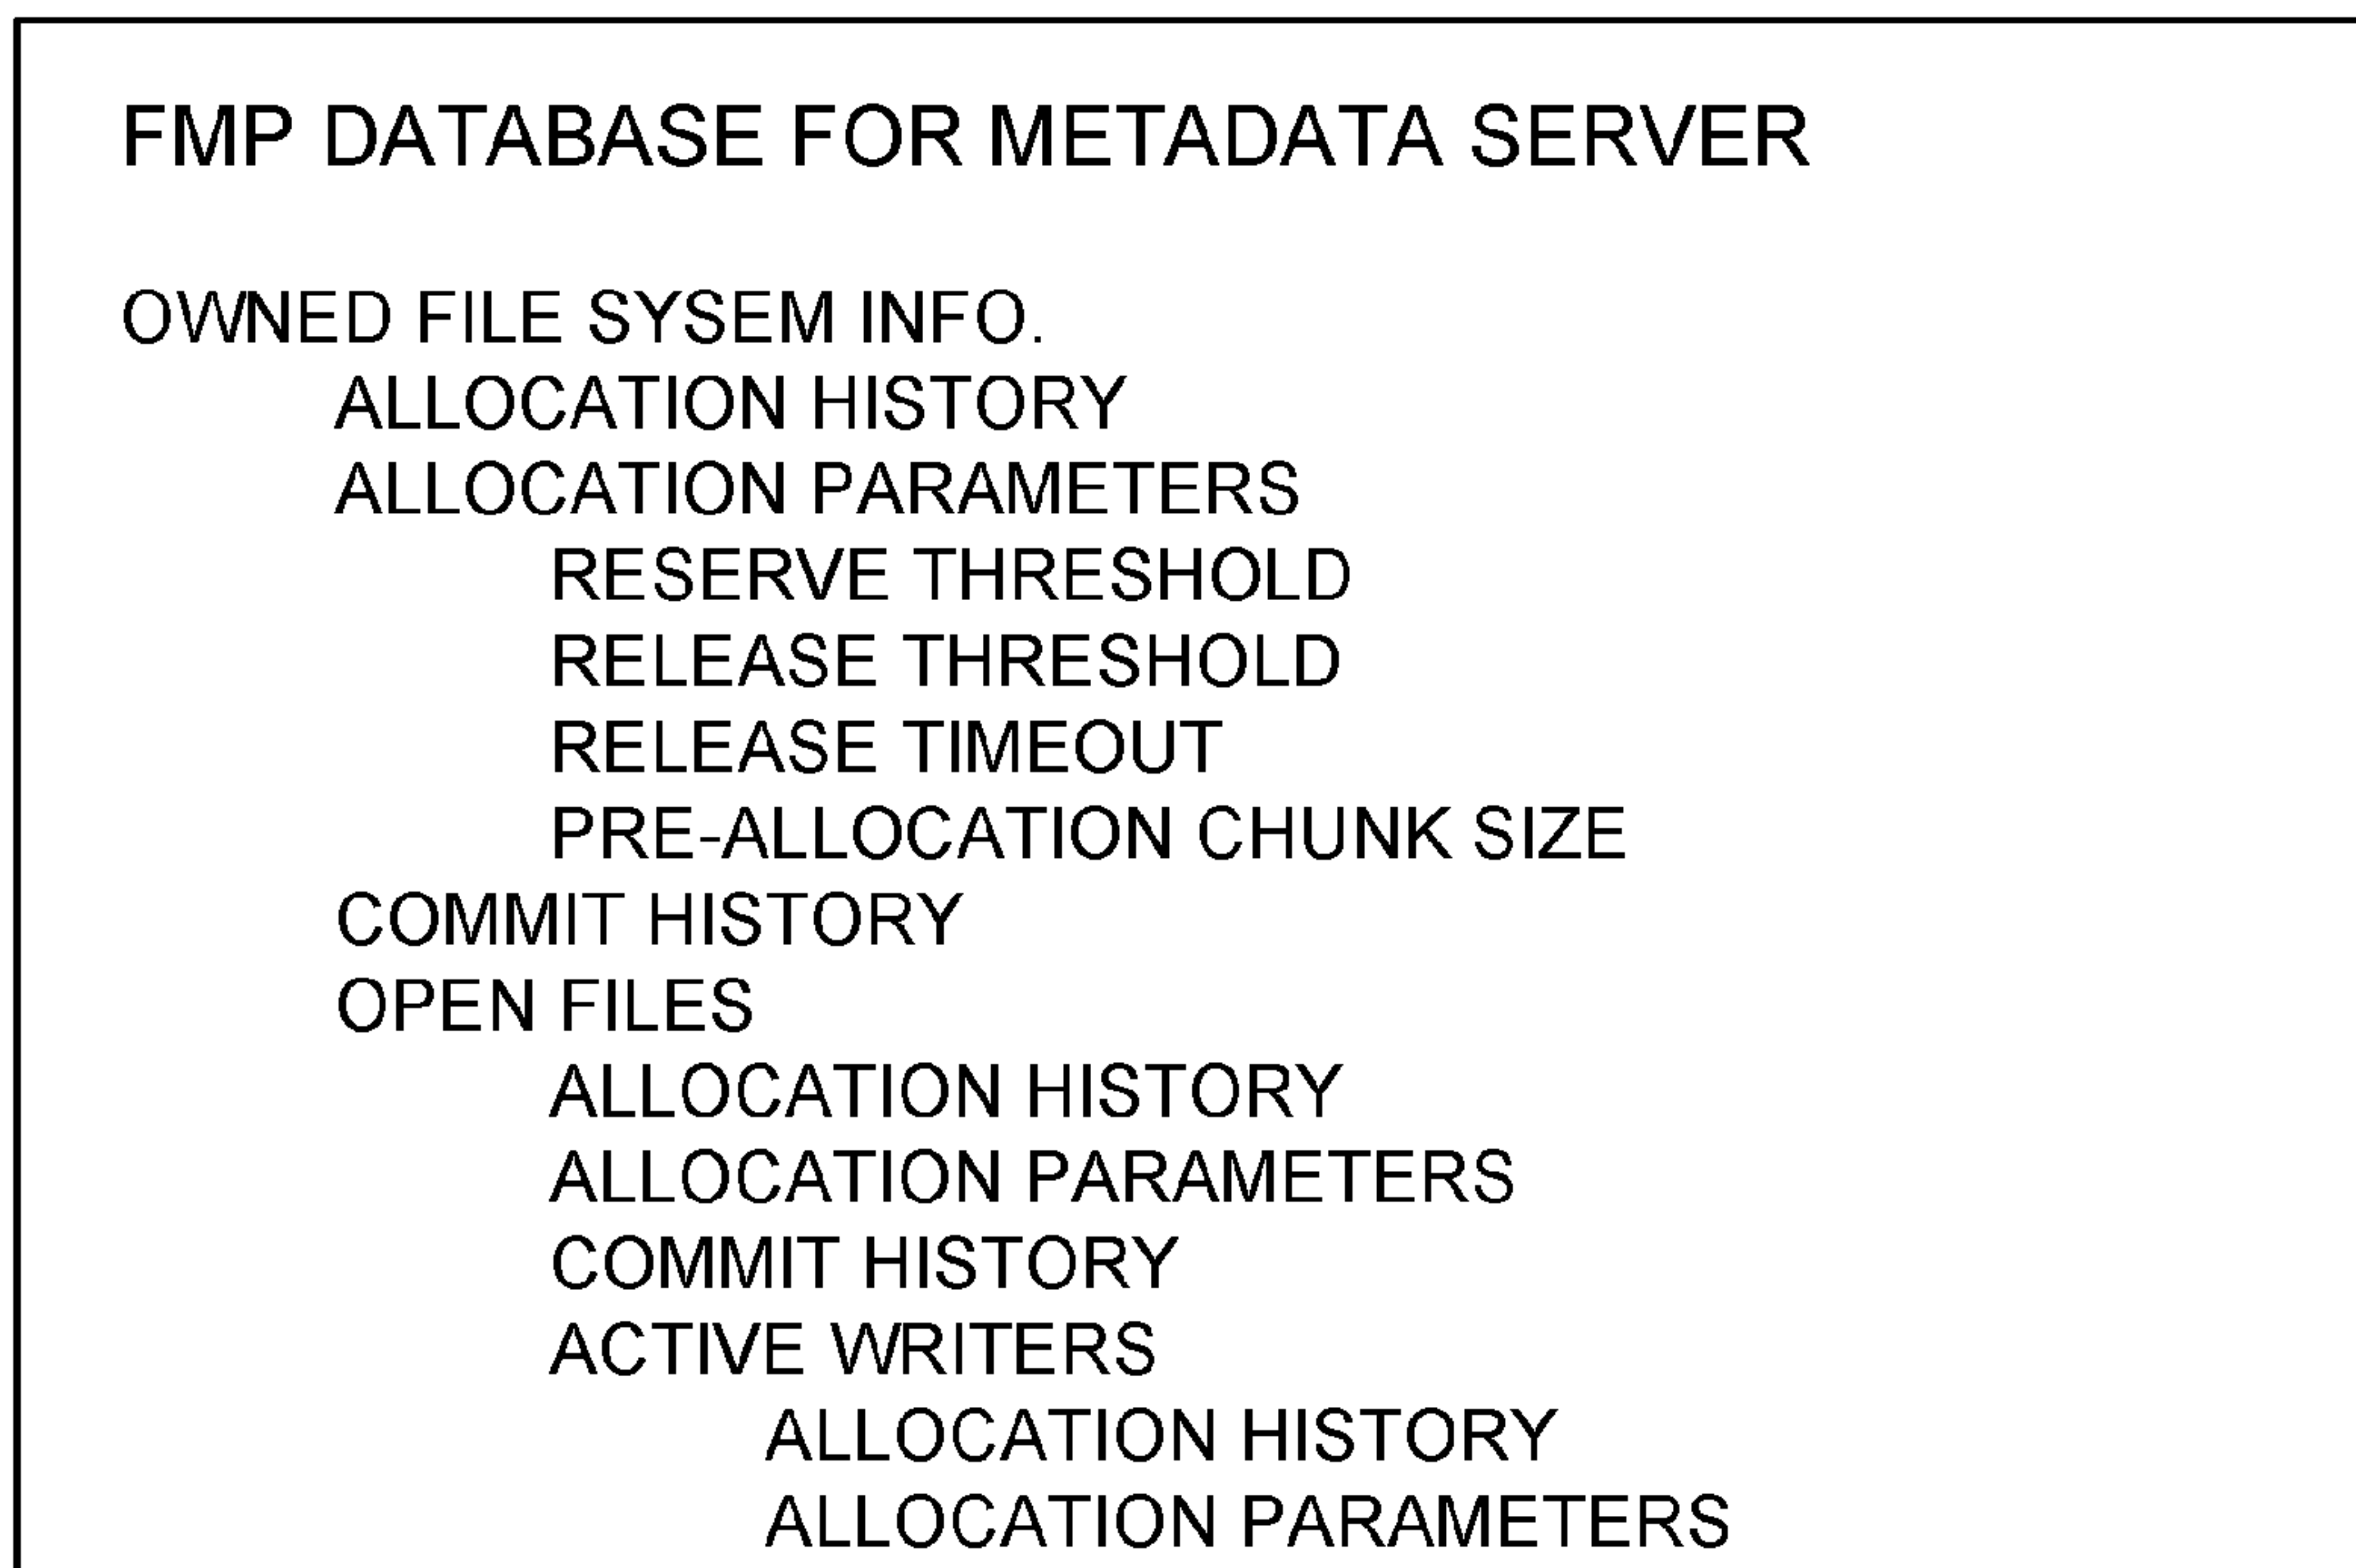 FMP DATABASE FOR METADATA SERVER
OWNED FILE SYSEM INFO.
ALLOCATION HISTORY
ALLOCATION PARAMETERS
RESERVE THRESHOLD
RELEASE THRESHOLD
RELEASE TIMEOUT
PRE-ALLOCATION CHUNK SIZE
COMMIT HISTORY
OPEN FILES
ALLOCATION HISTORY
ALLOCATION PARAMETERS
COMMIT HISTORY
ACTIVE WRITERS
ALLOCATION HISTORY
ALLOCATION PARAMETERS